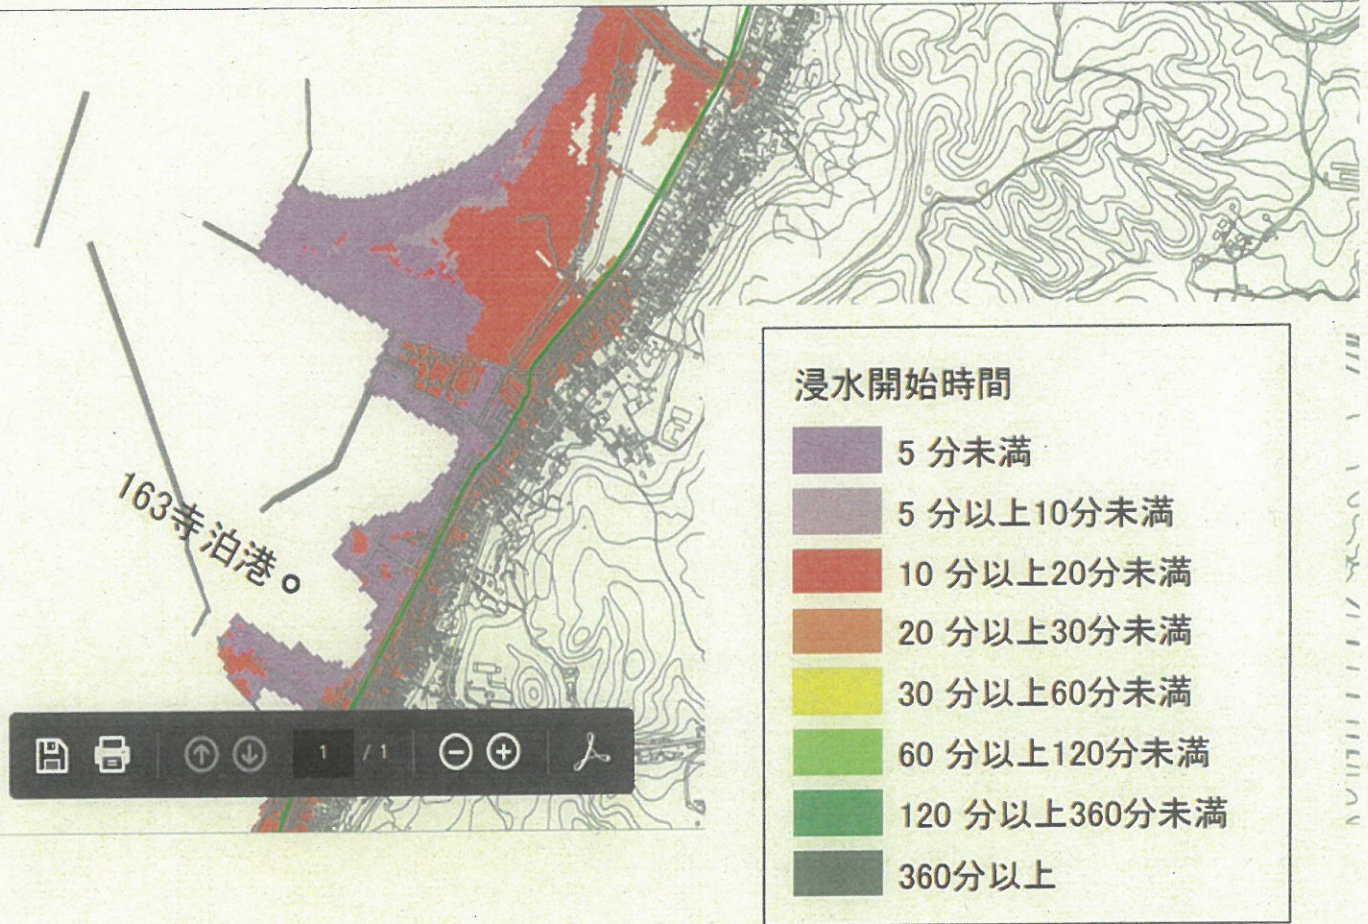 163寺泊港
1 / 1
浸水開始時間
5 分未満
5 分以上10分未満
10 分以上20分未満
20 分以上30分未満
30 分以上60分未満
60 分以上120分未満
120 分以上360分未満
360分以上